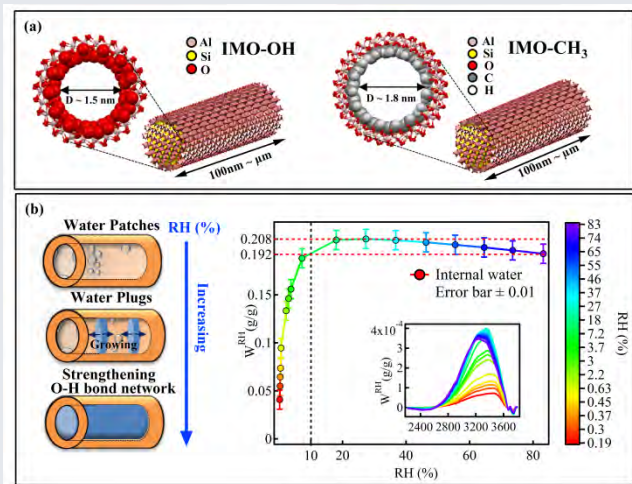 (a)
Al
Si
O
IMO-OH
D ~ 1.5 nm
100nm ~ μm
Al
Si
O
C
H
IMO-CH₃
D ~ 1.8 nm
100nm ~ μm
(b)
Water Patches
RH (%)
Water Plugs
Growing
Increasing
Strengthening
O-H bond network
W^RH (g/g)
0.208
0.192
0.15
0.1
0.05
0
10 20 40 60 80
RH (%)
Internal water
Error bar ± 0.01
W^RH (g/g)
4x10⁻⁴
3
2
1
0
2400 2800 3200 3600
83
74
65
55
46
37
27
18
7.2
3.7
3
2
0.83
0.63
0.45
0.37
0.19
RH (%)